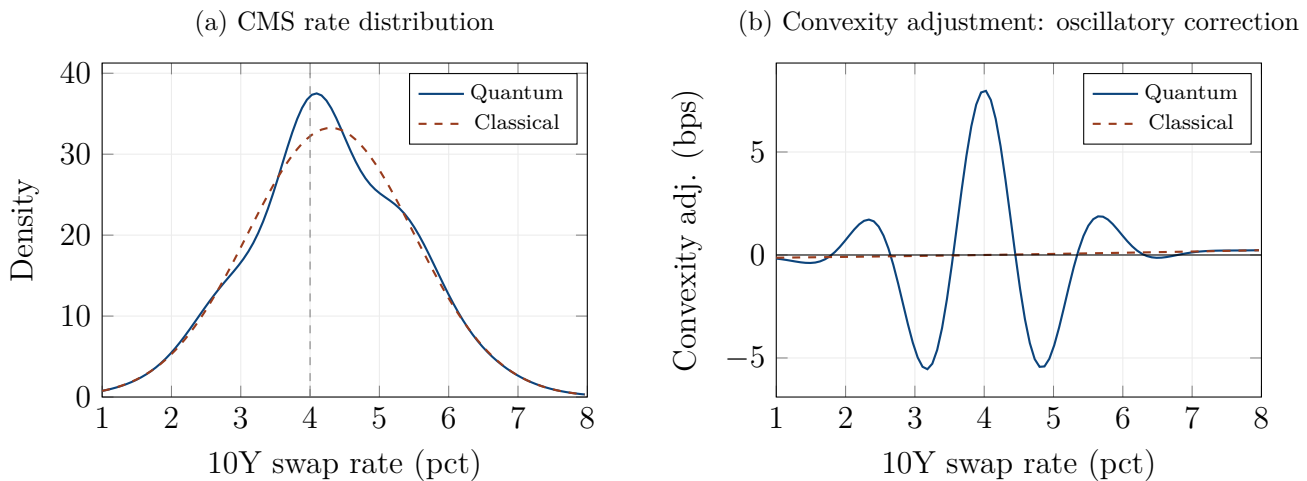 (a) CMS rate distribution
Density
40
30
20
10
0
1 2 3 4 5 6 7 8
10Y swap rate (pct)
Quantum
Classical
(b) Convexity adjustment: oscillatory correction
Convexity adj. (bps)
5
0
−5
1 2 3 4 5 6 7 8
10Y swap rate (pct)
Quantum
Classical